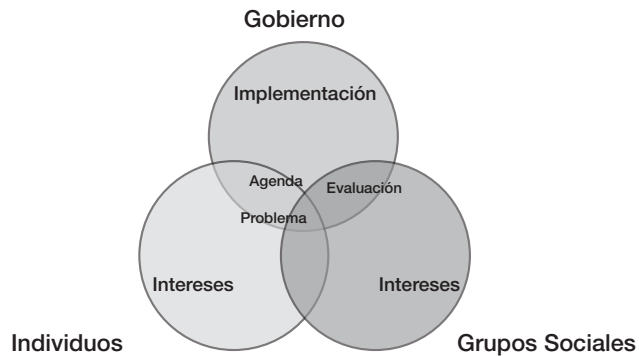 Gobierno
Implementación
Agenda
Evaluación
Problema
Intereses
Intereses
Individuos
Grupos Sociales